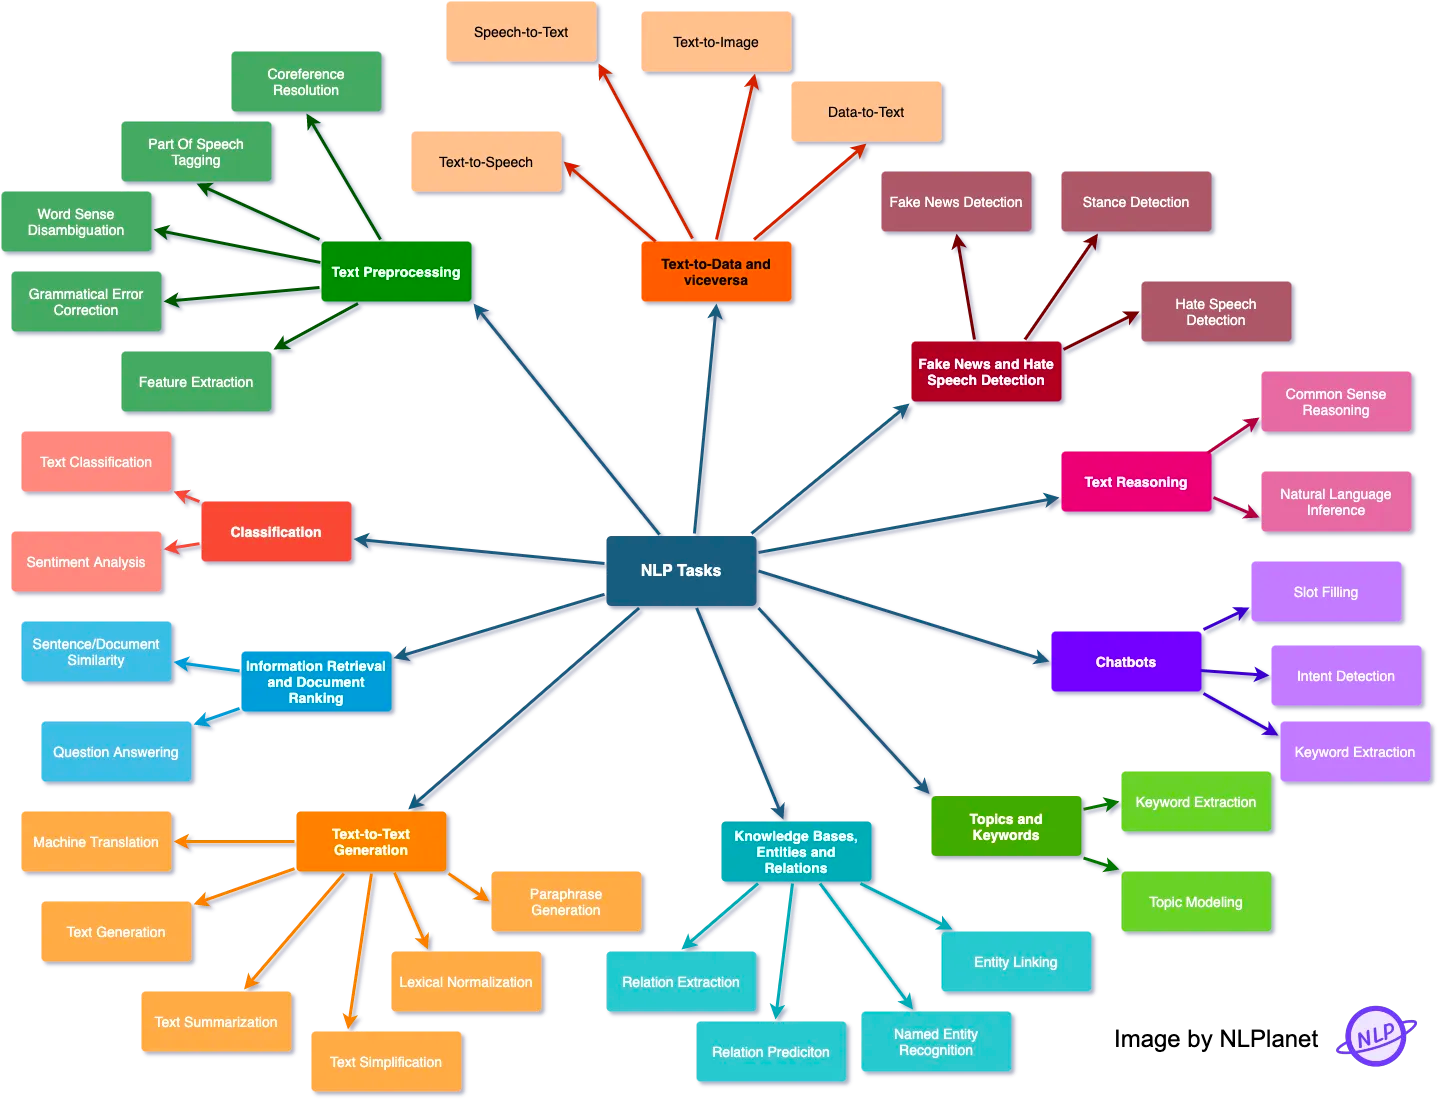 Speech-to-Text
Text-to-Image
Data-to-Text
Text-to-Speech
Text-to-Data and
viceversa
Coreference
Resolution
Part Of Speech
Tagging
Word Sense
Disambiguation
Grammatical Error
Correction
Feature Extraction
Text Preprocessing
Fake News Detection
Stance Detection
Hate Speech
Detection
Fake News and Hate
Speech Detection
Common Sense
Reasoning
Text Reasoning
Natural Language
Inference
Text Classification
Classification
Sentiment Analysis
NLP Tasks
Slot Filling
Chatbots
Intent Detection
Keyword Extraction
Sentence/Document
Similarity
Information Retrieval
and Document
Ranking
Question Answering
Keyword Extraction
Topics and
Keywords
Topic Modeling
Machine Translation
Text-to-Text
Generation
Text Generation
Paraphrase
Generation
Lexical Normalization
Text Summarization
Text Simplification
Knowledge Bases,
Entities and
Relations
Relation Extraction
Entity Linking
Relation Prediciton
Named Entity
Recognition
Image by NLPlanet
NLP